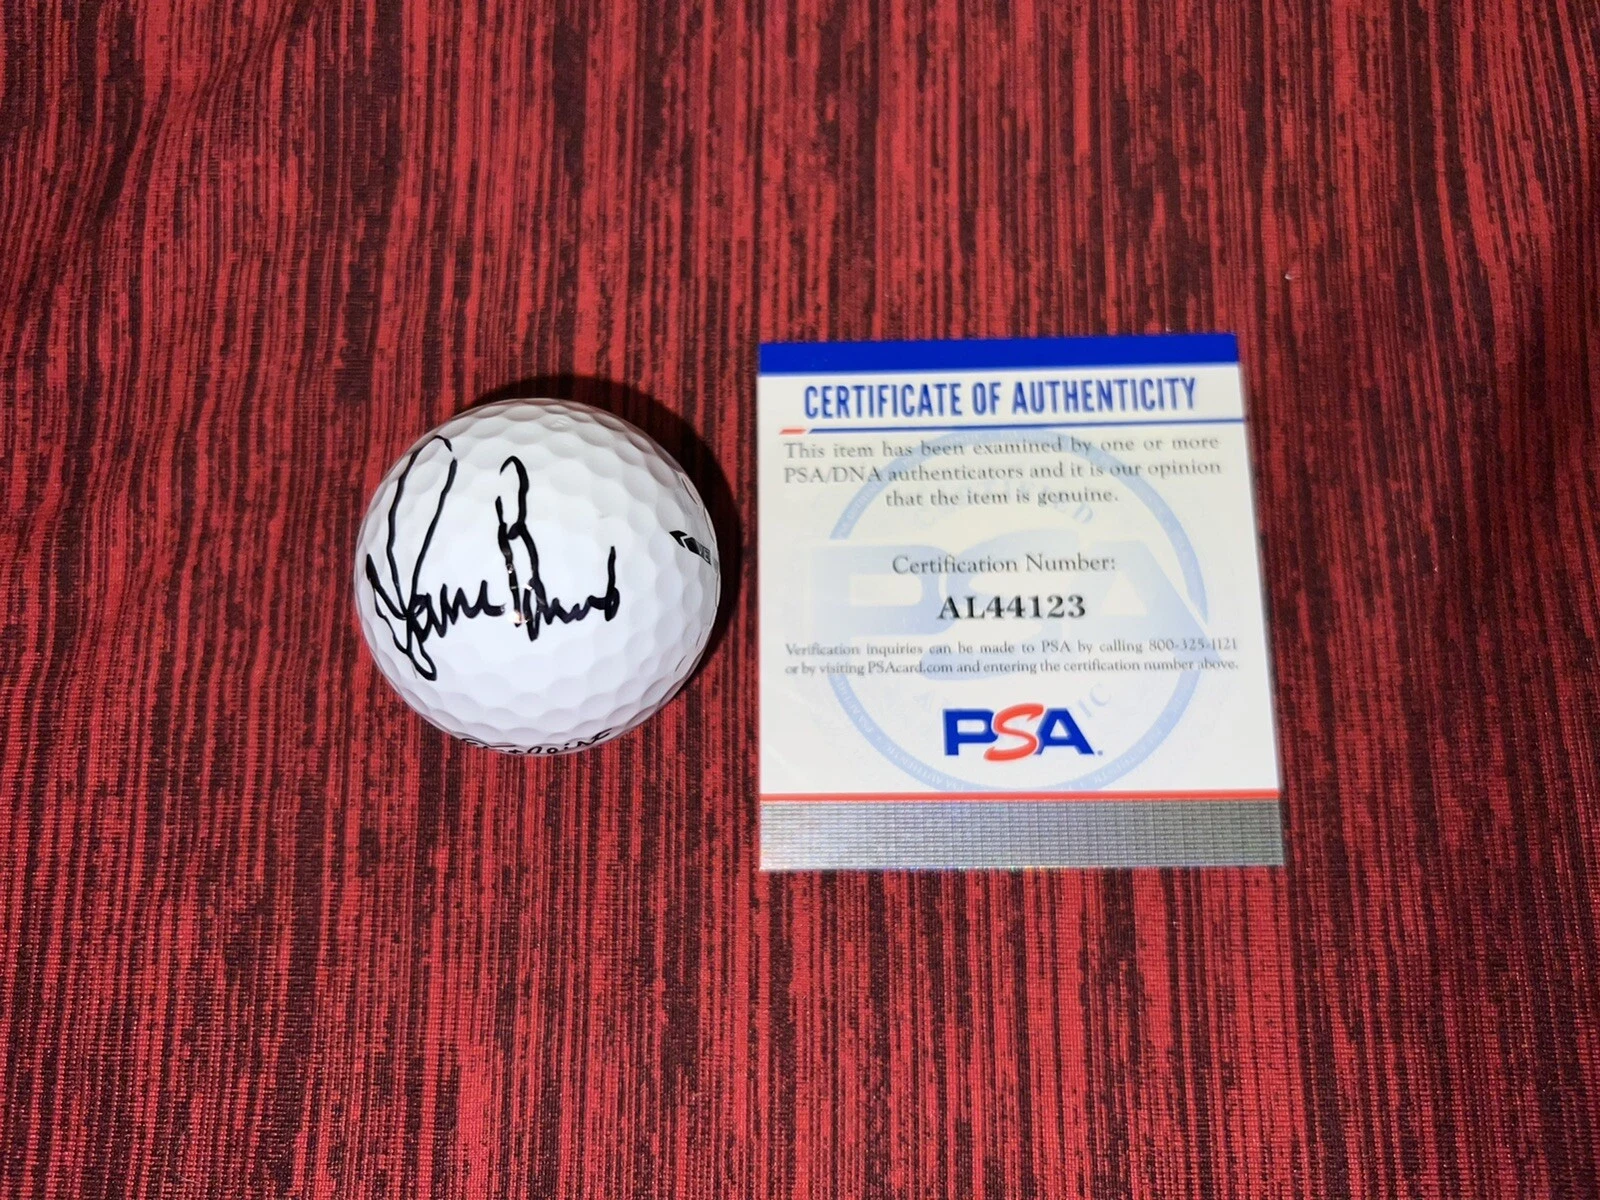 CERTIFICATE OF AUTHENTICITY
This item has been examined by one or more
PSA/DNA authenticators and it is our opinion
that the item is genuine.
Certification Number:
AL44123
Verification inquiries can be made to PSA by calling 800-325-1121
or by visiting PSAcard.com and entering the certification number above.
PSA
Titleist